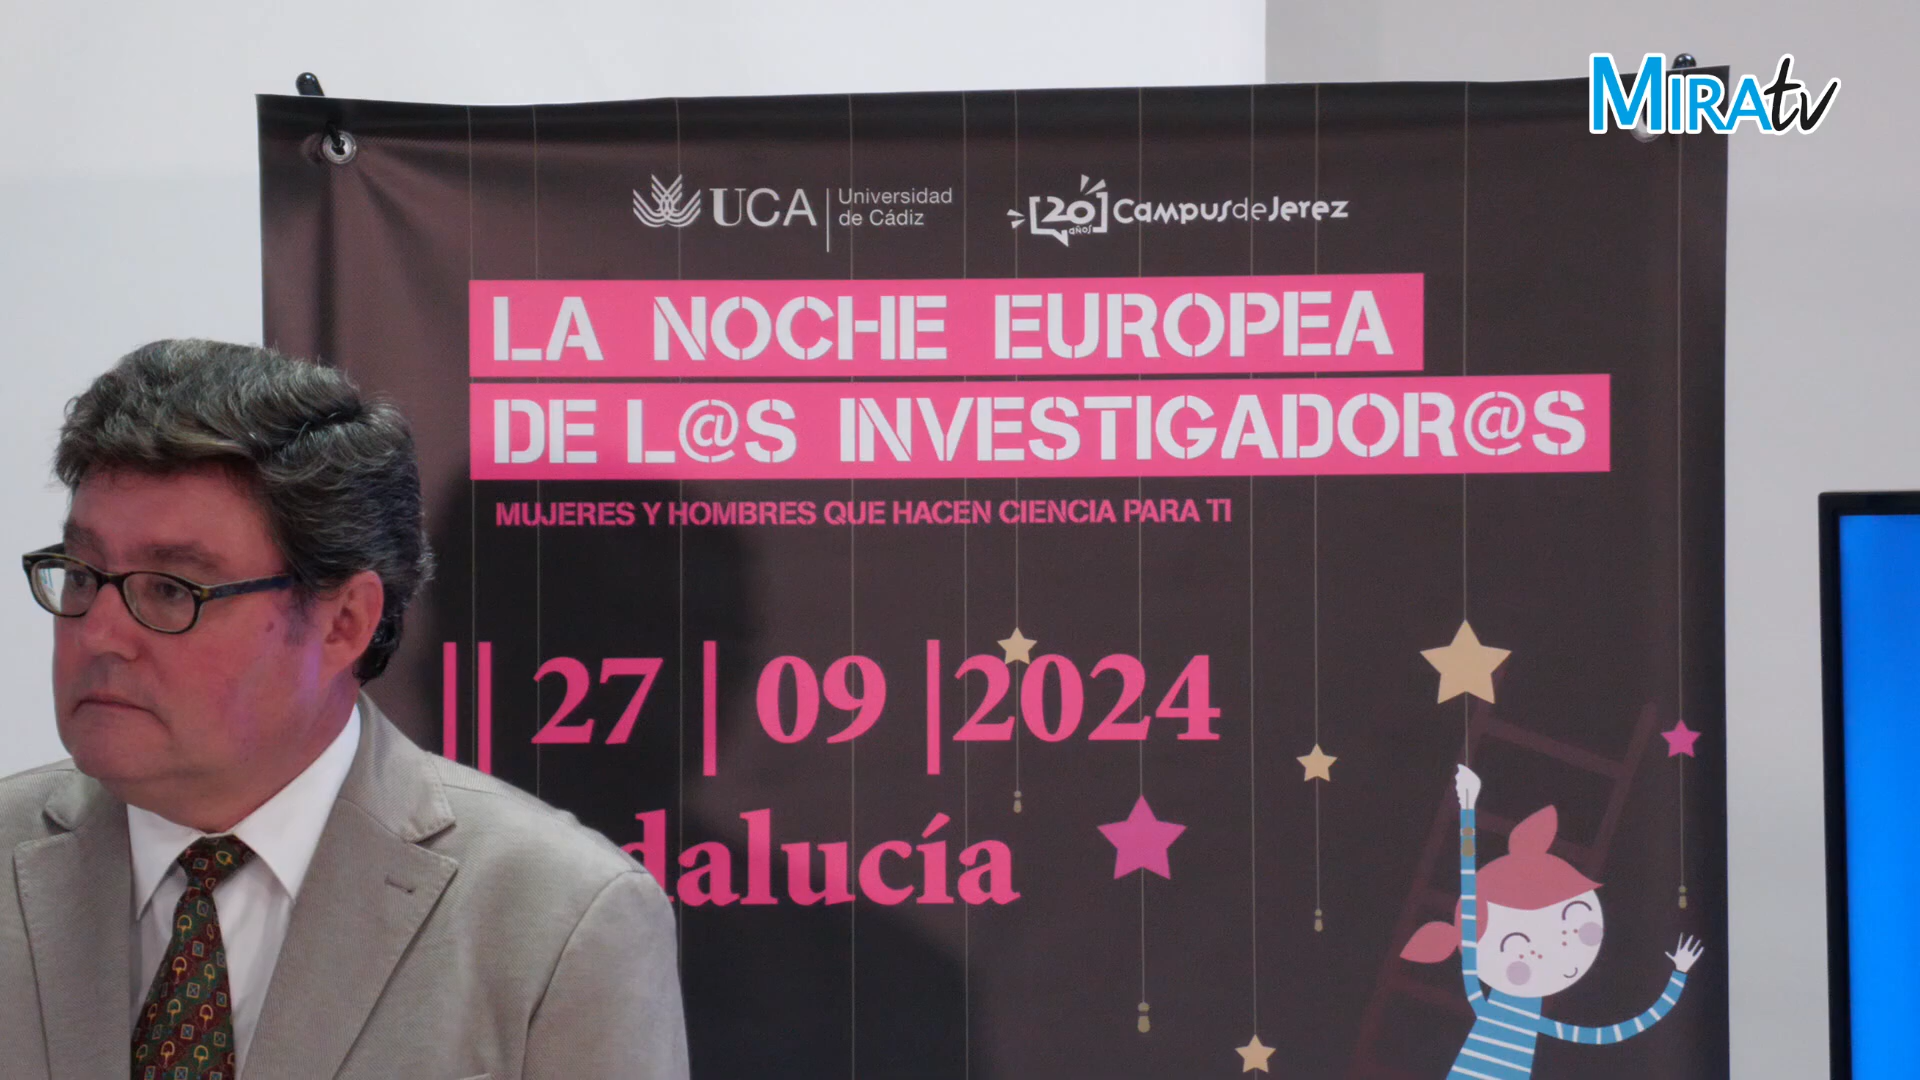 MIRAtv
UCA Universidad de Cádiz
[20 años] Campus de Jerez
LA NOCHE EUROPEA
DE L@S INVESTIGADOR@S
MUJERES Y HOMBRES QUE HACEN CIENCIA PARA TI
|| 27 | 09 | 2024
dalucía